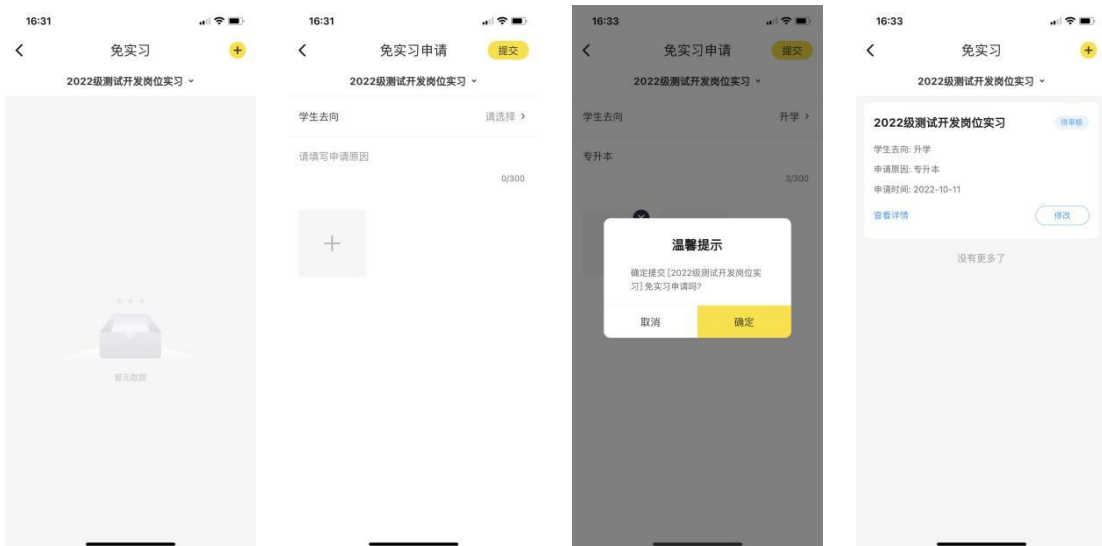 16:31
免实习
2022级测试开发岗位实习
暂无数据
16:31
免实习申请
提交
2022级测试开发岗位实习
学生去向
请选择
请填写申请原因
0/300
16:33
免实习申请
提交
2022级测试开发岗位实习
学生去向
升学
专升本
3/300
温馨提示
确定提交[2022级测试开发岗位实
习]免实习申请吗?
取消
确定
16:33
免实习
2022级测试开发岗位实习
2022级测试开发岗位实习
待审核
学生去向: 升学
申请原因: 专升本
申请时间: 2022-10-11
查看详情
修改
没有更多了